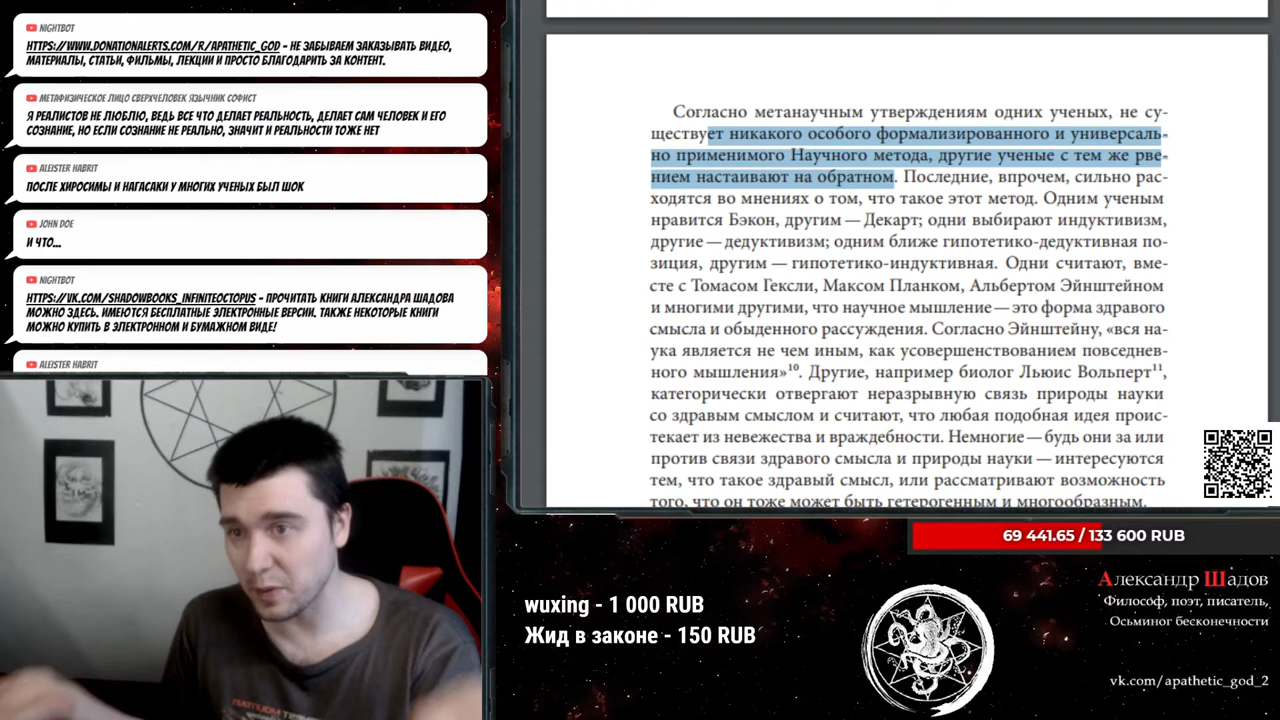 NIGHTBOT
HTTPS://WWW.DONATIONALERTS.COM/R/APATHETIC_GOD - НЕ ЗАБЫВАЕМ ЗАКАЗЫВАТЬ ВИДЕО,
МАТЕРИАЛЫ, СТАТЬИ, ФИЛЬМЫ, ЛЕКЦИИ И ПРОСТО БЛАГОДАРИТЬ ЗА КОНТЕНТ.
МЕТАФИЗИЧЕСКОЕ ЛИЦО СВЕРХЧЕЛОВЕК ЯЗЫЧНИК СОФИСТ
Я РЕАЛИСТОВ НЕ ЛЮБЛЮ, ВЕДЬ ВСЕ ЧТО ДЕЛАЕТ РЕАЛЬНОСТЬ, ДЕЛАЕТ САМ ЧЕЛОВЕК И ЕГО
СОЗНАНИЕ, НО ЕСЛИ СОЗНАНИЕ НЕ РЕАЛЬНО, ЗНАЧИТ И РЕАЛЬНОСТИ ТОЖЕ НЕТ
ALEISTER HABRIT
ПОСЛЕ ХИРОСИМЫ И НАГАСАКИ У МНОГИХ УЧЕНЫХ БЫЛ ШОК
JOHN DOE
И ЧТО...
NIGHTBOT
HTTPS://VK.COM/SHADOWBOOKS_INFINITEOCTOPUS - ПРОЧИТАТЬ КНИГИ АЛЕКСАНДРА ШАДОВА
МОЖНО ЗДЕСЬ. ИМЕЮТСЯ БЕСПЛАТНЫЕ ЭЛЕКТРОННЫЕ ВЕРСИИ. ТАКЖЕ НЕКОТОРЫЕ КНИГИ
МОЖНО КУПИТЬ В ЭЛЕКТРОННОМ И БУМАЖНОМ ВИДЕ!
ALEISTER HABRIT
Согласно метанаучным утверждениям одних ученых, не су-
ществует никакого особого формализированного и универсаль-
но применимого Научного метода, другие ученые с тем же рве-
нием настаивают на обратном. Последние, впрочем, сильно рас-
ходятся во мнениях о том, что такое этот метод. Одним ученым
нравится Бэкон, другим — Декарт; одни выбирают индуктивизм,
другие — дедуктивизм; одним ближе гипотетико-дедуктивная по-
зиция, другим — гипотетико-индуктивная. Одни считают, вме-
сте с Томасом Гексли, Максом Планком, Альбертом Эйнштейном
и многими другими, что научное мышление — это форма здравого
смысла и обыденного рассуждения. Согласно Эйнштейну, «вся на-
ука является не чем иным, как усовершенствованием повседнев-
ного мышления»¹⁰. Другие, например биолог Льюис Вольперт¹¹,
категорически отвергают неразрывную связь природы науки
со здравым смыслом и считают, что любая подобная идея проис-
текает из невежества и враждебности. Немногие — будь они за или
против связи здравого смысла и природы науки — интересуются
тем, что такое здравый смысл, или рассматривают возможность
того, что он тоже может быть гетерогенным и многообразным.
69 441.65 / 133 600 RUB
wuxing - 1 000 RUB
Жид в законе - 150 RUB
Александр Шадов
Философ, поэт, писатель,
Осьминог бесконечности
vk.com/apathetic_god_2